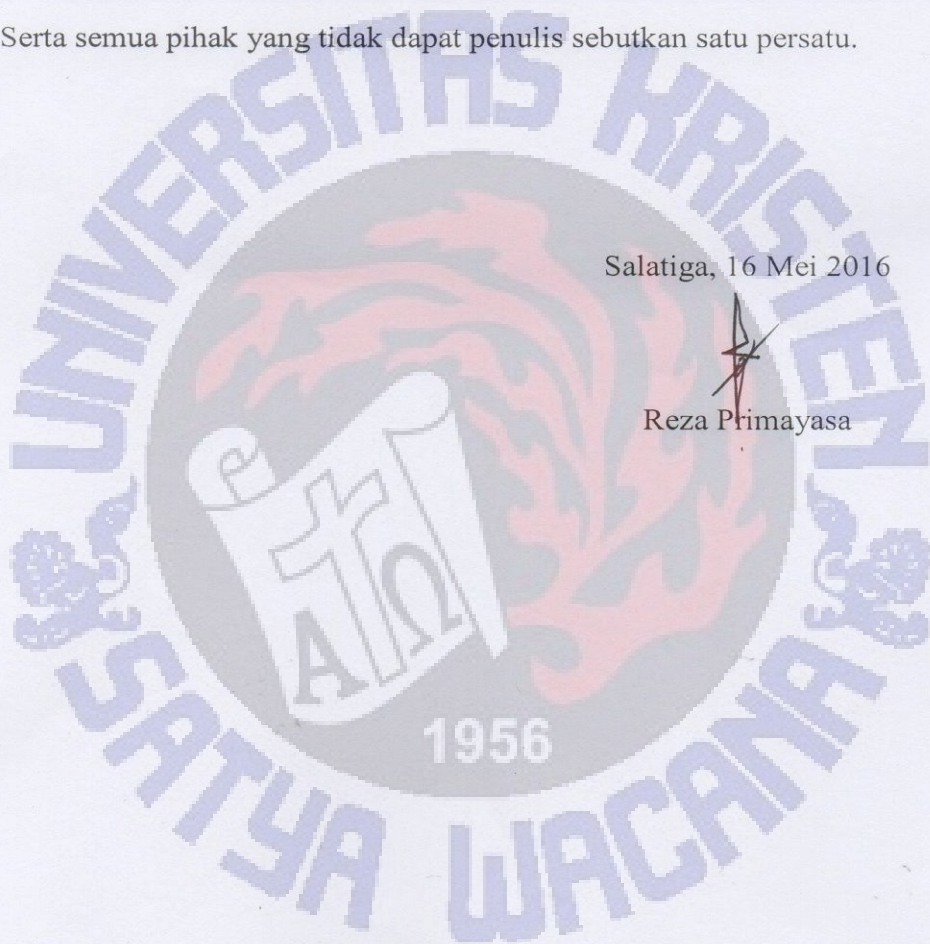 Serta semua pihak yang tidak dapat penulis sebutkan satu persatu.
UNIVERSITAS KRISTEN
Salatiga, 16 Mei 2016
Reza Primayasa
Α Ω
1956
SATYA WACANA